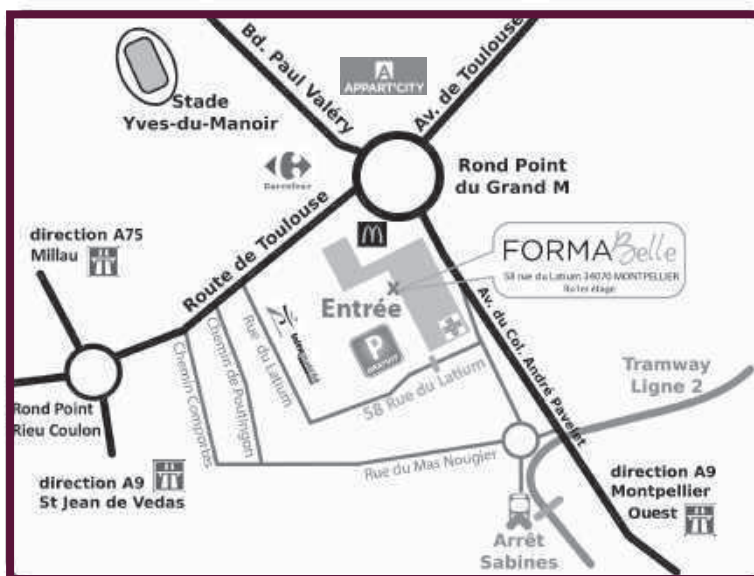 Bd. Paul Valéry
A
APPART'CITY
Av. de Toulouse
Stade
Yves-du-Manoir
Carrefour
Rond Point
du Grand M
direction A75
Millau
Route de Toulouse
FORMABelle
58 rue du Latium 34070 MONTPELLIER
Entrée
P
GRATUIT
Chemin Comportes
Chemin de Poutingon
Rue du Latium
58 Rue du Latium
Av. du Col. André Pavelet
Tramway
Ligne 2
Rond Point
Rieu Coulon
Rue du Mas Nougier
direction A9
St Jean de Vedas
direction A9
Montpellier
Ouest
Arrêt
Sabines